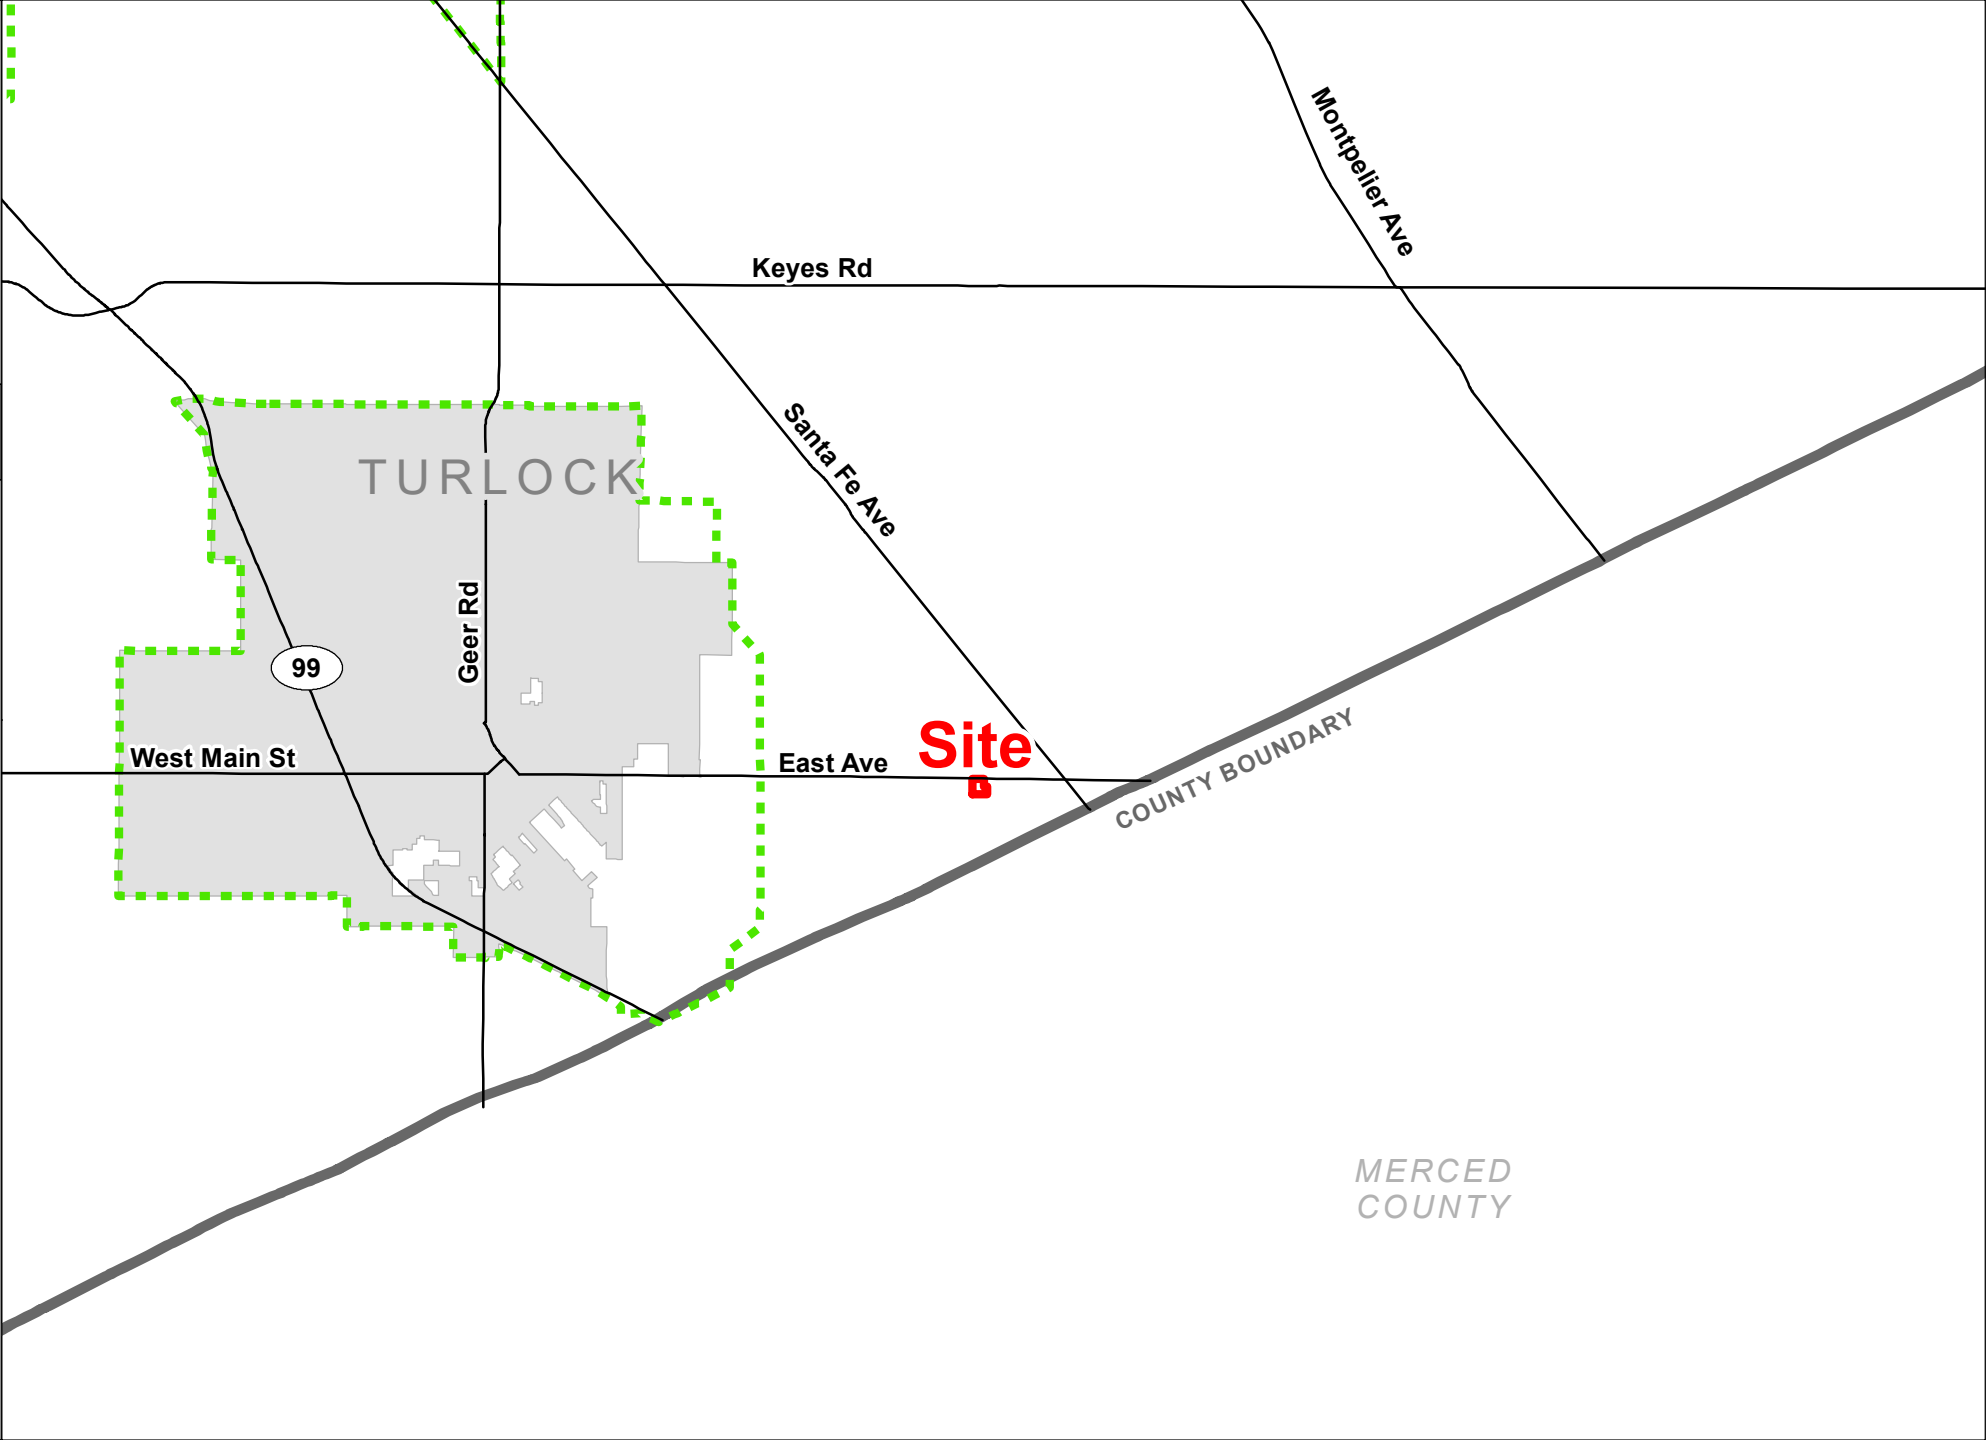 Montpelier Ave
Keyes Rd
Santa Fe Ave
TURLOCK
Geer Rd
99
Site
West Main St
East Ave
COUNTY BOUNDARY
MERCED
COUNTY